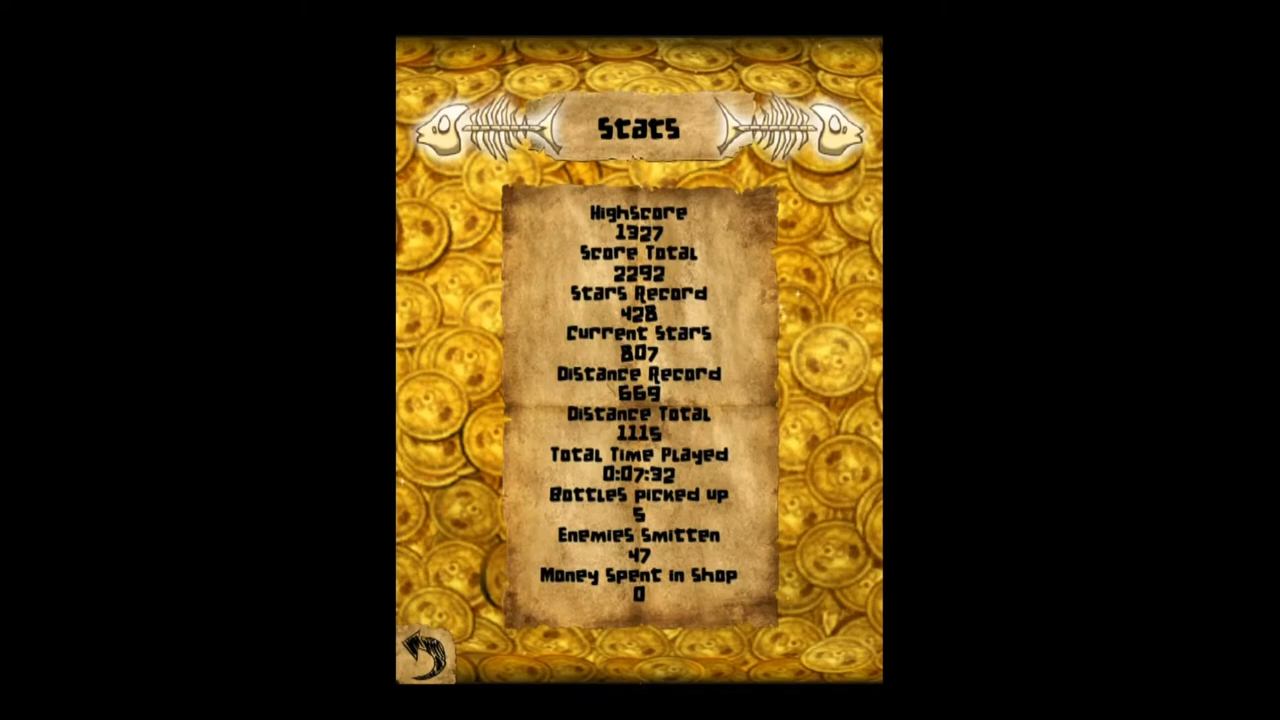 Stats
HighScore
1327
Score Total
2292
Stars Record
428
Current Stars
807
Distance Record
669
Distance Total
1115
Total Time Played
0:07:32
Bottles picked up
5
Enemies Smitten
47
Money Spent in Shop
0